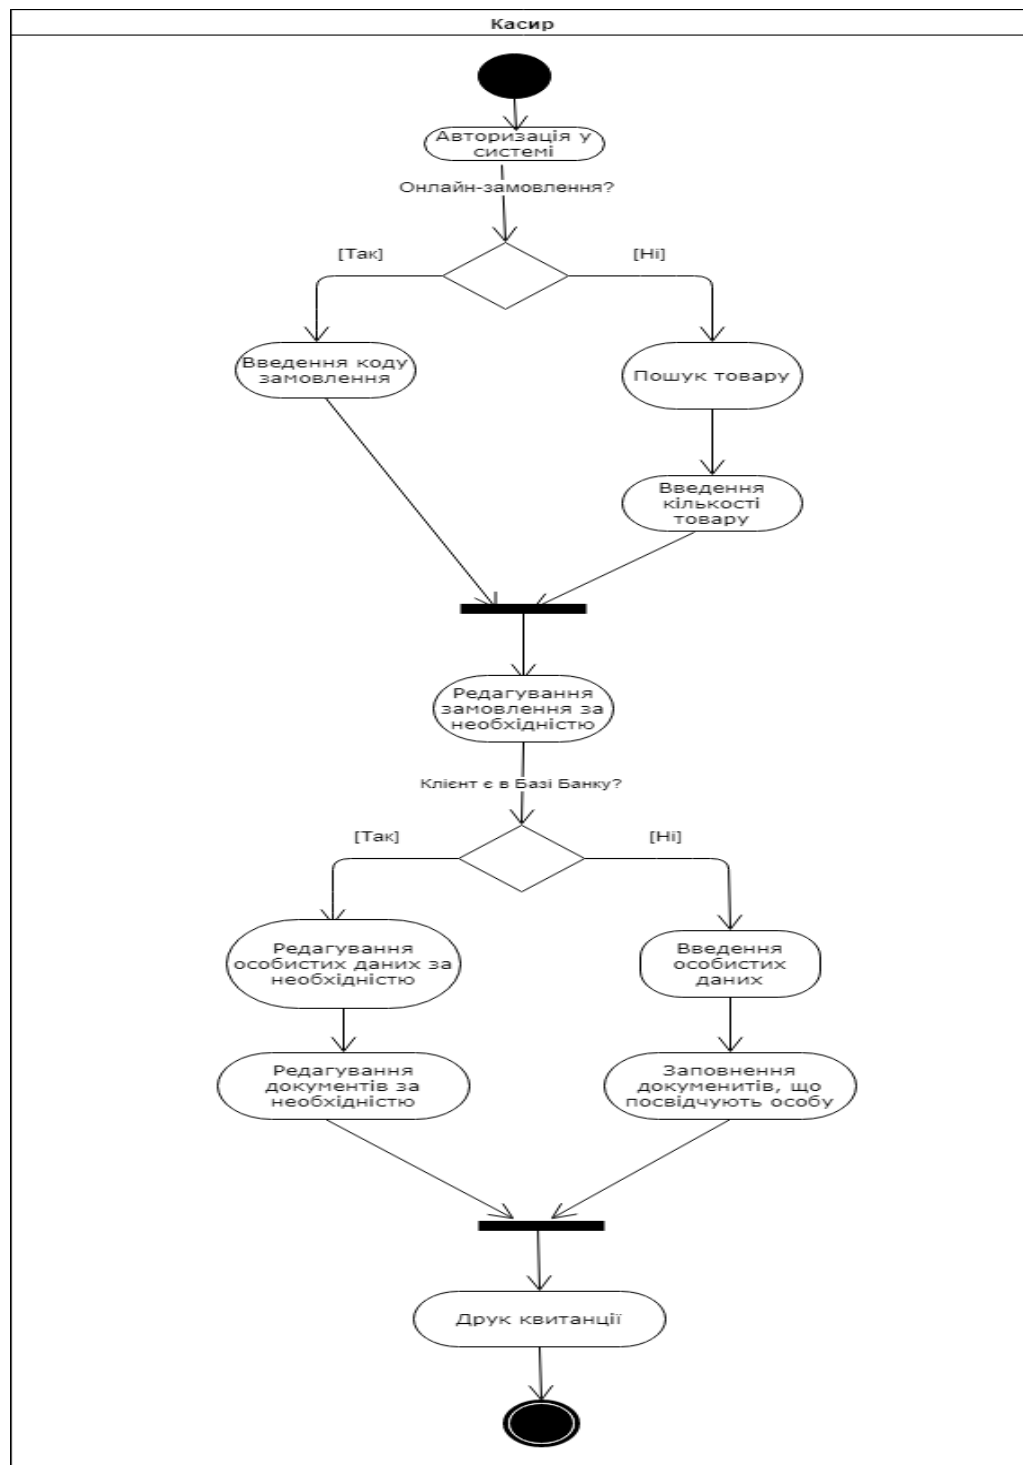 Касир
Авторизація у
системі
Онлайн-замовлення?
[Так]
[Ні]
Введення коду
замовлення
Пошук товару
Введення
кількості
товару
Редагування
замовлення за
необхідністю
Клієнт є в Базі Банку?
[Так]
[Ні]
Редагування
особистих даних за
необхідністю
Введення
особистих
даних
Редагування
документів за
необхідністю
Заповнення
докуменитів, що
посвідчують особу
Друк квитанції